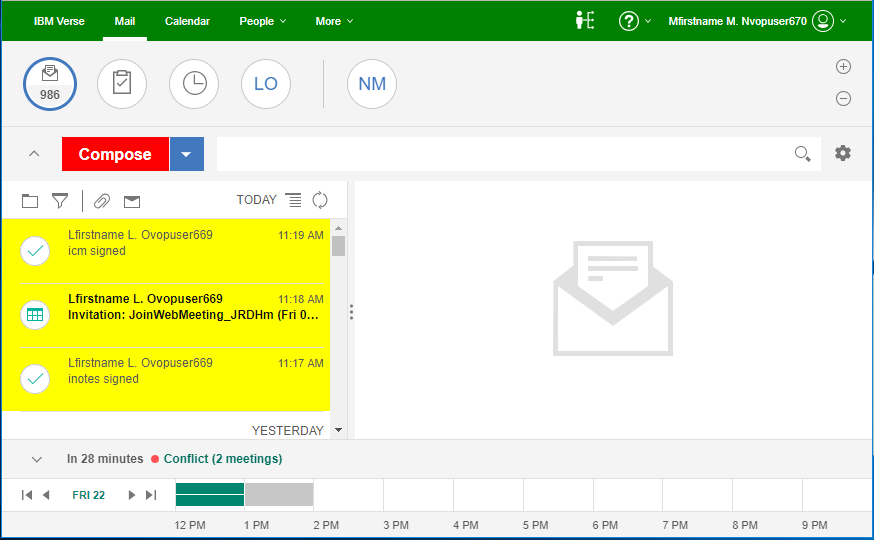 IBM Verse Mail Calendar People More ? Mfirstname M. Nvopuser670
986 LO NM
Compose
TODAY
Lfirstname L. Ovopuser669 11:19 AM
icm signed
Lfirstname L. Ovopuser669 11:18 AM
Invitation: JoinWebMeeting_JRDHm (Fri 0...
Lfirstname L. Ovopuser669 11:17 AM
inotes signed
YESTERDAY
In 28 minutes Conflict (2 meetings)
FRI 22
12 PM 1 PM 2 PM 3 PM 4 PM 5 PM 6 PM 7 PM 8 PM 9 PM